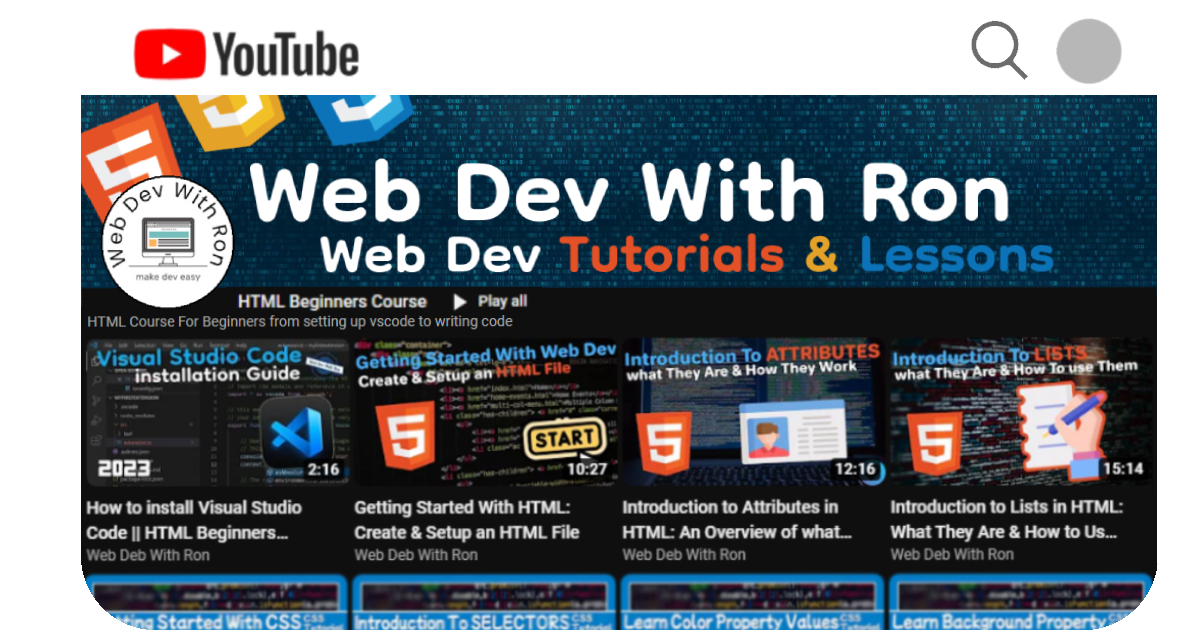 YouTube
Web Dev With Ron
Web Dev Tutorials & Lessons
Web Dev With Ron
make dev easy
HTML Beginners Course
Play all
HTML Course For Beginners from setting up vscode to writing code
Visual Studio Code
installation Guide
2023
2:16
Getting Started With Web Dev
Create & Setup an HTML File
START
10:27
Introduction To ATTRIBUTES
what They Are & How They Work
12:16
Introduction To LISTS
what They Are & How To use Them
15:14
How to install Visual Studio
Code || HTML Beginners...
Web Deb With Ron
Getting Started With HTML:
Create & Setup an HTML File
Web Deb With Ron
Introduction to Attributes in
HTML: An Overview of what...
Web Deb With Ron
Introduction to Lists in HTML:
What They Are & How to Us...
Web Deb With Ron
Started With CSS
Introduction To SELECTORS
Learn Color Property Values
Learn Background Property